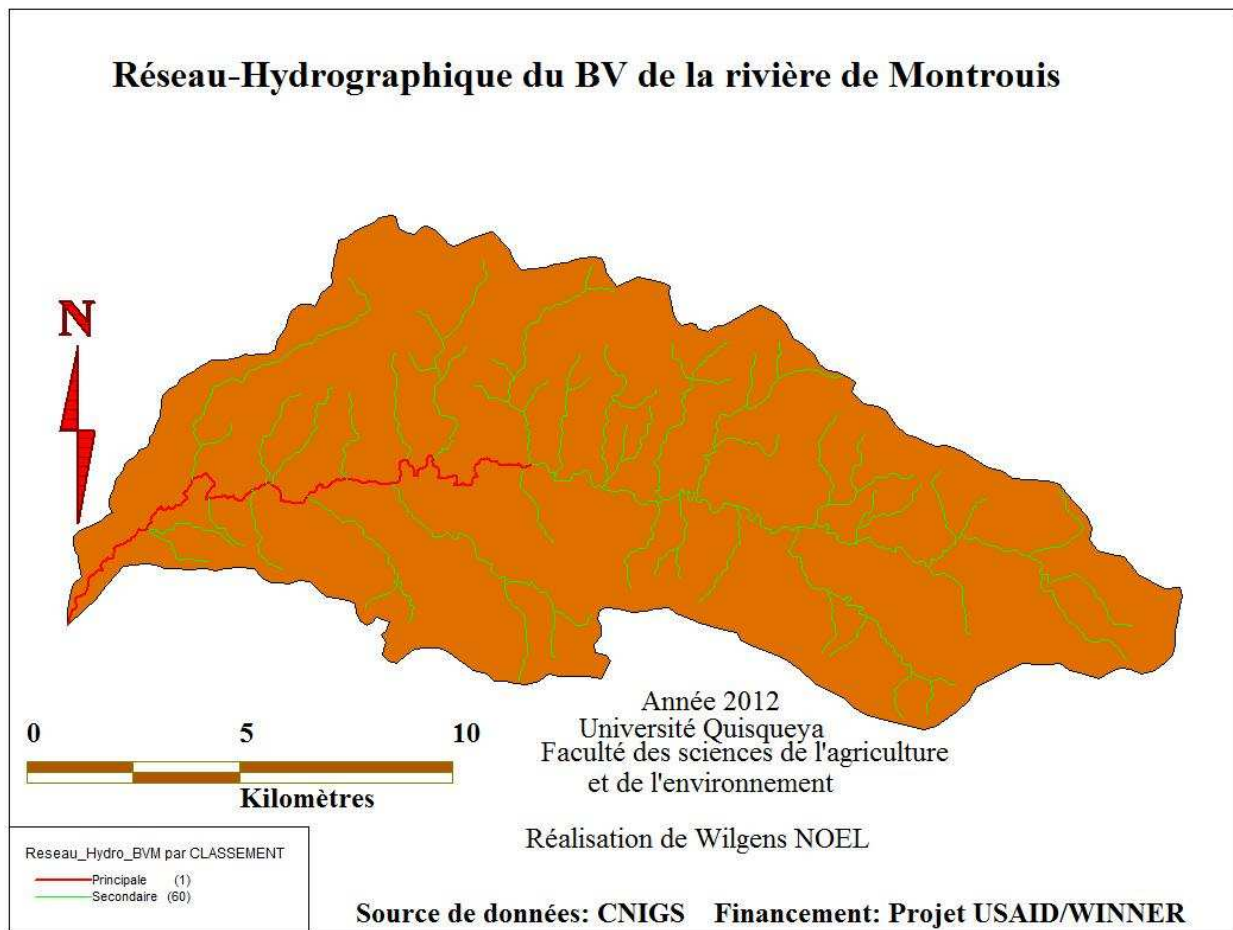 Réseau-Hydrographique du BV de la rivière de Montrouis
N
0 5 10
Kilomètres
Année 2012
Université Quisqueya
Faculté des sciences de l'agriculture
et de l'environnement
Réalisation de Wilgens NOEL
Reseau_Hydro_BVM par CLASSEMENT
Principale (1)
Secondaire (60)
Source de données: CNIGS Financement: Projet USAID/WINNER